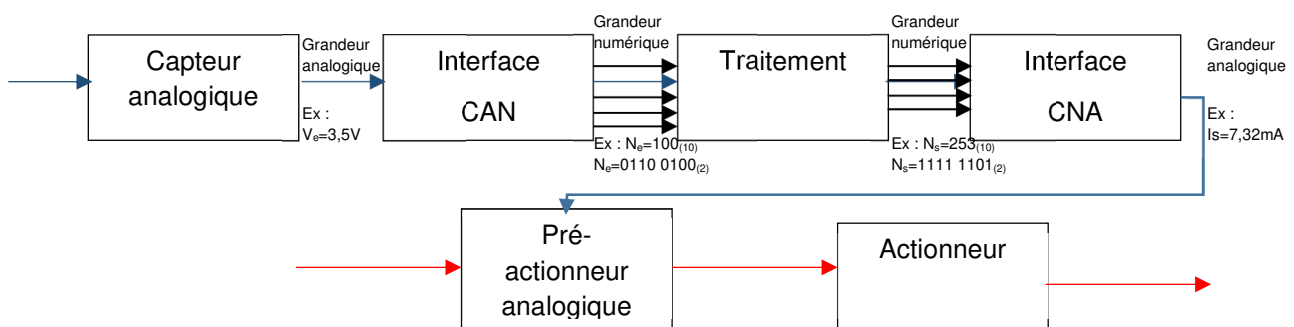 Capteur
analogique
Grandeur
analogique
Ex :
Ve=3,5V
Interface
CAN
Grandeur
numérique
Ex : Ne=100(10)
Ne=0110 0100(2)
Traitement
Grandeur
numérique
Ex : Ns=253(10)
Ns=1111 1101(2)
Interface
CNA
Grandeur
analogique
Ex :
Is=7,32mA
Pré-
actionneur
analogique
Actionneur